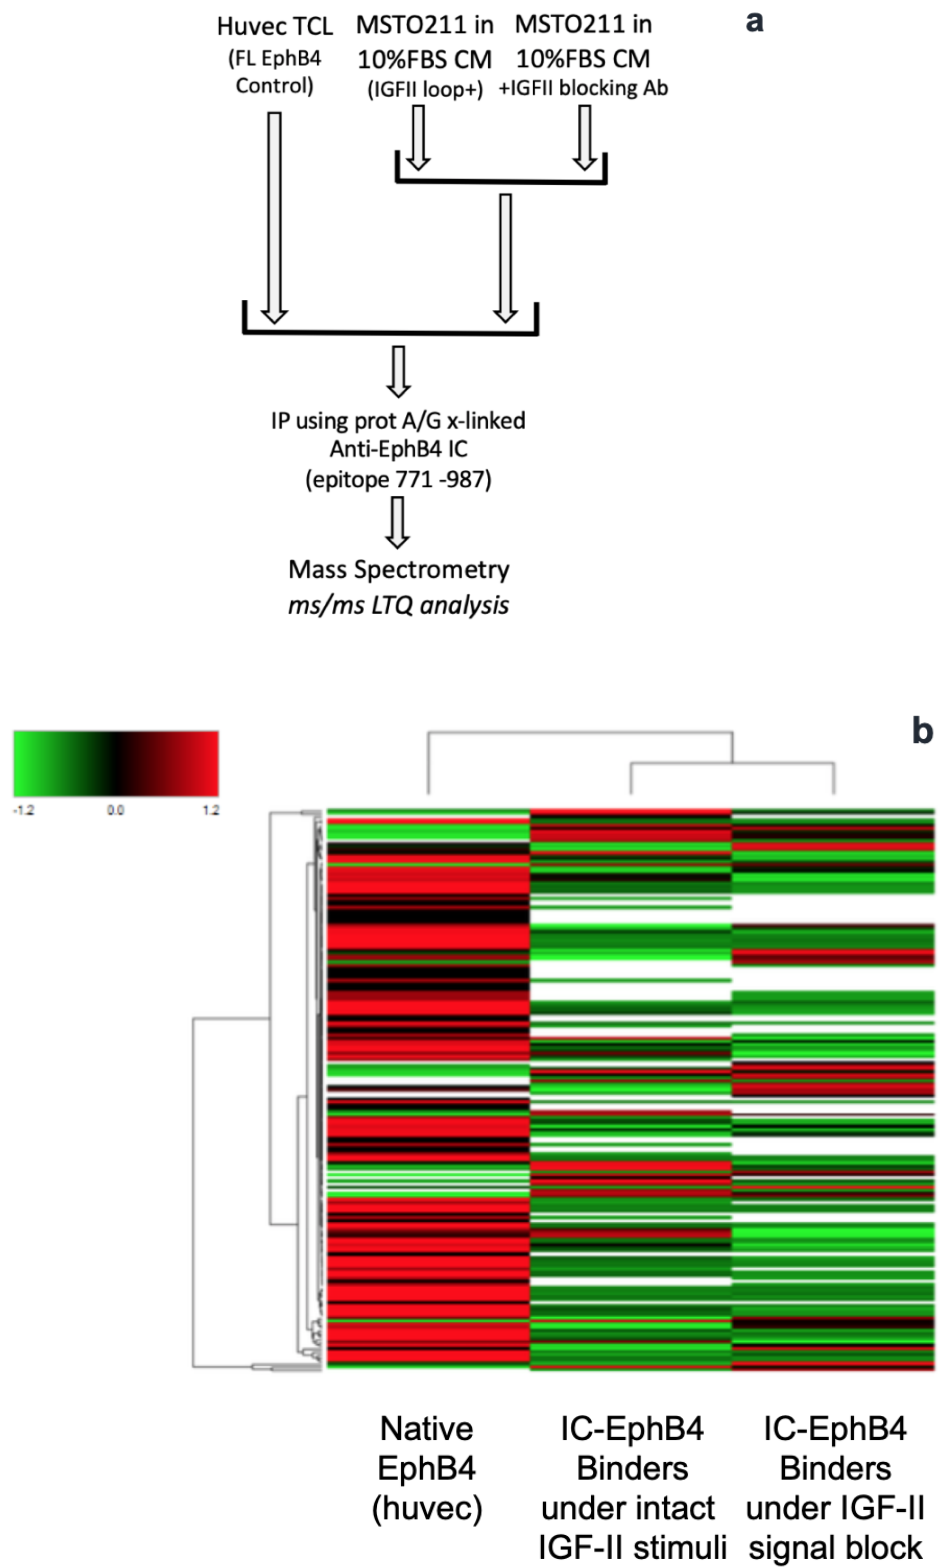 a
Huvec TCL
(FL EphB4
Control)
MSTO211 in
10%FBS CM
(IGFII loop+)
MSTO211 in
10%FBS CM
+IGFII blocking Ab
IP using prot A/G x-linked
Anti-EphB4 IC
(epitope 771 -987)
Mass Spectrometry
ms/ms LTQ analysis
b
-1.2 0.0 1.2
Native
EphB4
(huvec)
IC-EphB4
Binders
under intact
IGF-II stimuli
IC-EphB4
Binders
under IGF-II
signal block